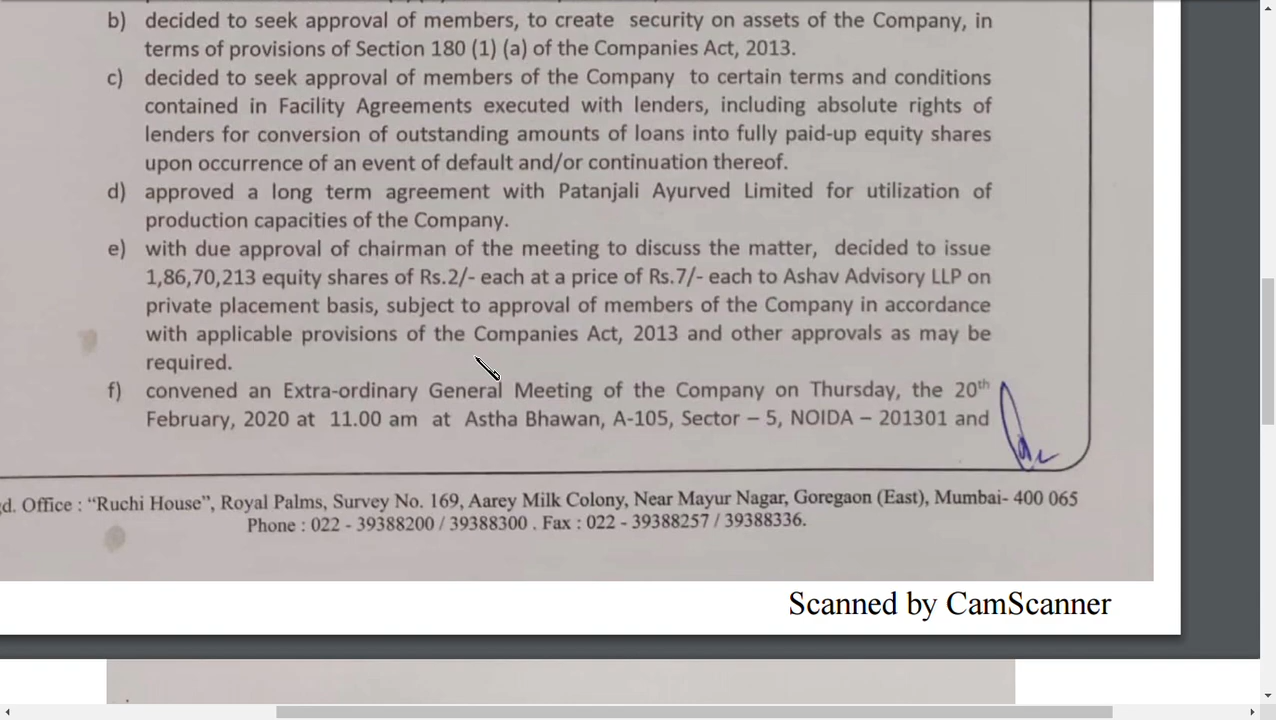 b) decided to seek approval of members, to create security on assets of the Company, in
terms of provisions of Section 180 (1) (a) of the Companies Act, 2013.
c) decided to seek approval of members of the Company to certain terms and conditions
contained in Facility Agreements executed with lenders, including absolute rights of
lenders for conversion of outstanding amounts of loans into fully paid-up equity shares
upon occurrence of an event of default and/or continuation thereof.
d) approved a long term agreement with Patanjali Ayurved Limited for utilization of
production capacities of the Company.
e) with due approval of chairman of the meeting to discuss the matter, decided to issue
1,86,70,213 equity shares of Rs.2/- each at a price of Rs.7/- each to Ashav Advisory LLP on
private placement basis, subject to approval of members of the Company in accordance
with applicable provisions of the Companies Act, 2013 and other approvals as may be
required.
f) convened an Extra-ordinary General Meeting of the Company on Thursday, the 20th
February, 2020 at 11.00 am at Astha Bhawan, A-105, Sector – 5, NOIDA – 201301 and
gd. Office : “Ruchi House”, Royal Palms, Survey No. 169, Aarey Milk Colony, Near Mayur Nagar, Goregaon (East), Mumbai- 400 065
Phone : 022 - 39388200 / 39388300 . Fax : 022 - 39388257 / 39388336.
Scanned by CamScanner